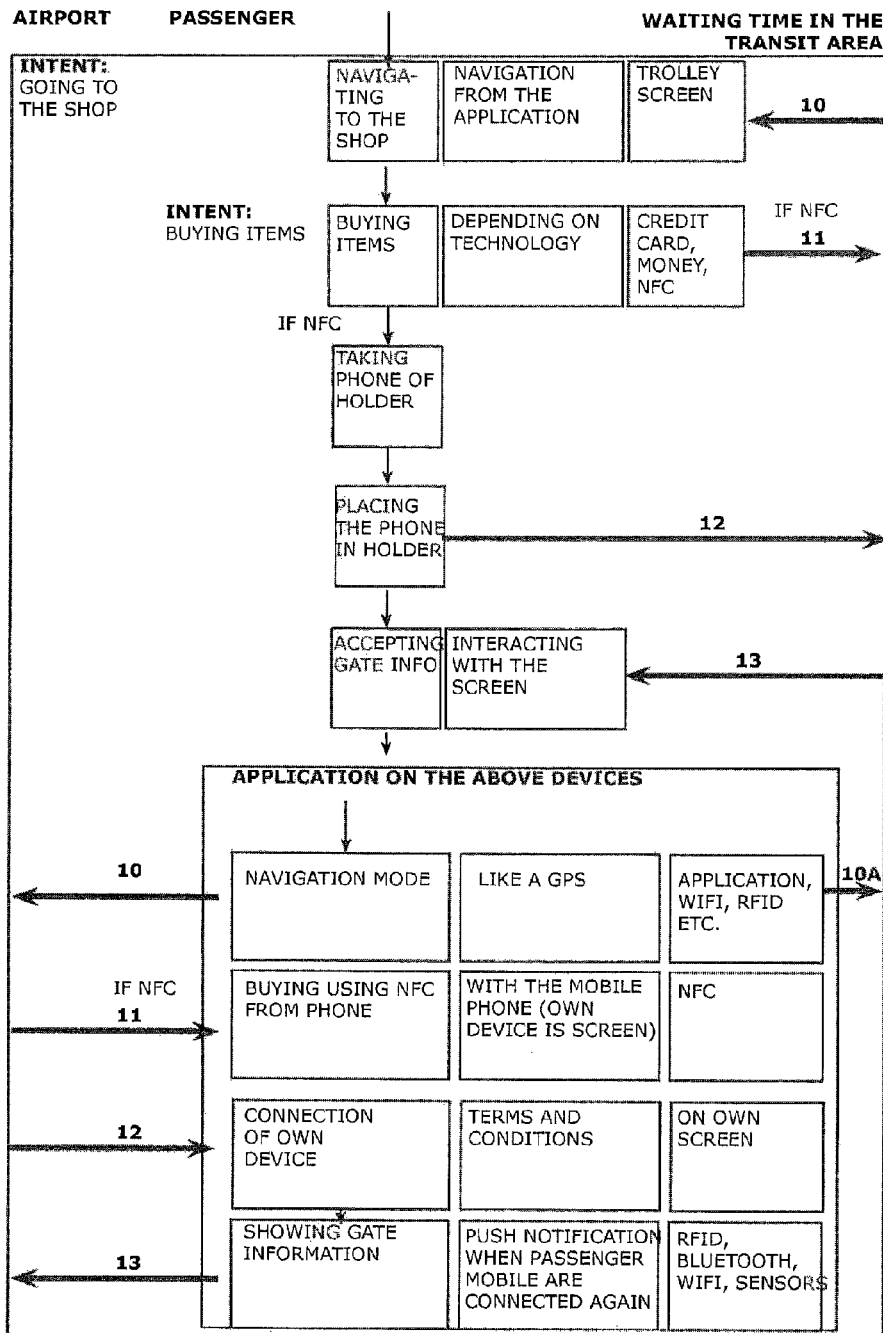 AIRPORT PASSENGER WAITING TIME IN THE
TRANSIT AREA
INTENT:
GOING TO
THE SHOP
NAVIGA-
TING
TO THE
SHOP
NAVIGATION
FROM THE
APPLICATION
TROLLEY
SCREEN
10
INTENT:
BUYING ITEMS
BUYING
ITEMS
DEPENDING ON
TECHNOLOGY
CREDIT
CARD,
MONEY,
NFC
IF NFC
11
IF NFC
TAKING
PHONE OF
HOLDER
PLACING
THE PHONE
IN HOLDER
12
ACCEPTING
GATE INFO
INTERACTING
WITH THE
SCREEN
13
APPLICATION ON THE ABOVE DEVICES
10
NAVIGATION MODE
LIKE A GPS
APPLICATION,
WIFI, RFID
ETC.
10A
IF NFC
11
BUYING USING NFC
FROM PHONE
WITH THE MOBILE
PHONE (OWN
DEVICE IS SCREEN)
NFC
12
CONNECTION
OF OWN
DEVICE
TERMS AND
CONDITIONS
ON OWN
SCREEN
13
SHOWING GATE
INFORMATION
PUSH NOTIFICATION
WHEN PASSENGER
MOBILE ARE
CONNECTED AGAIN
RFID,
BLUETOOTH,
WIFI, SENSORS